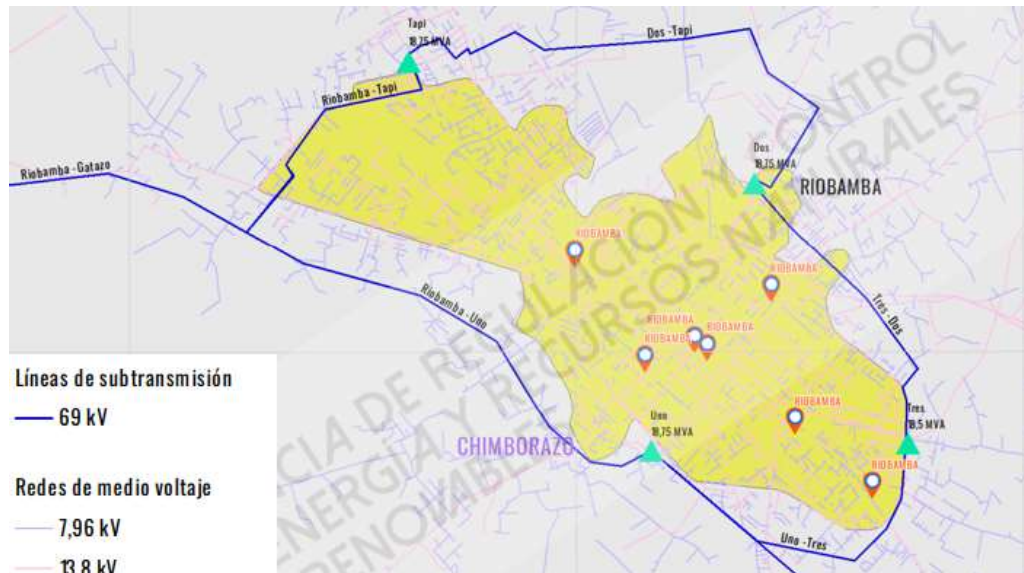 Tapi
18,75 MVA
Dos -Tapi
Riobamba -Tapi
Riobamba -Gatazo
Dos
18,75 MVA
RIOBAMBA
RIOBAMBA
RIOBAMBA
Riobamba -Uno
Tres -Dos
RIOBAMBA
RIOBAMBA
RIOBAMBA
Líneas de subtransmisión
69 kV
RIOBAMBA
Tres
18,5 MVA
Uno
18,75 MVA
CHIMBORAZO
RIOBAMBA
Redes de medio voltaje
7,96 kV
Uno -Tres
13,8 kV
CIA DE REGULACIÓN Y CONTROL
ENERGÍA Y RECURSOS NATURALES
RENOVABLES